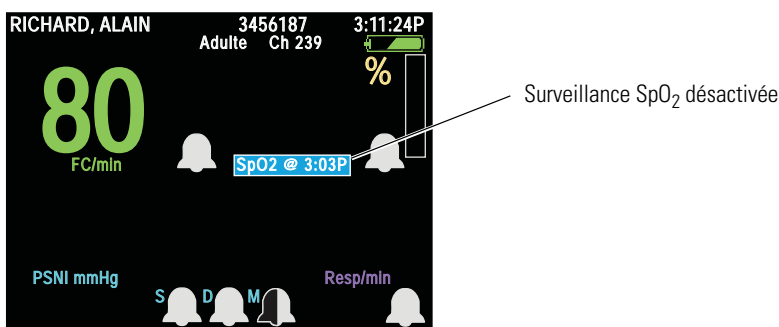 RICHARD, ALAIN 3456187 3:11:24P
Adulte Ch 239
%
80
FC/min
SpO2 @ 3:03P
Surveillance SpO2 désactivée
PSNI mmHg Resp/min
S D M